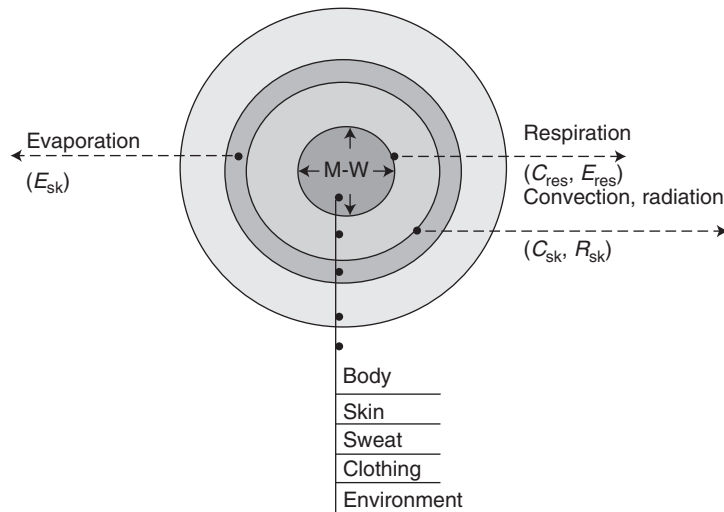 Evaporation
(E_sk)
M-W
Respiration
(C_res, E_res)
Convection, radiation
(C_sk, R_sk)
Body
Skin
Sweat
Clothing
Environment